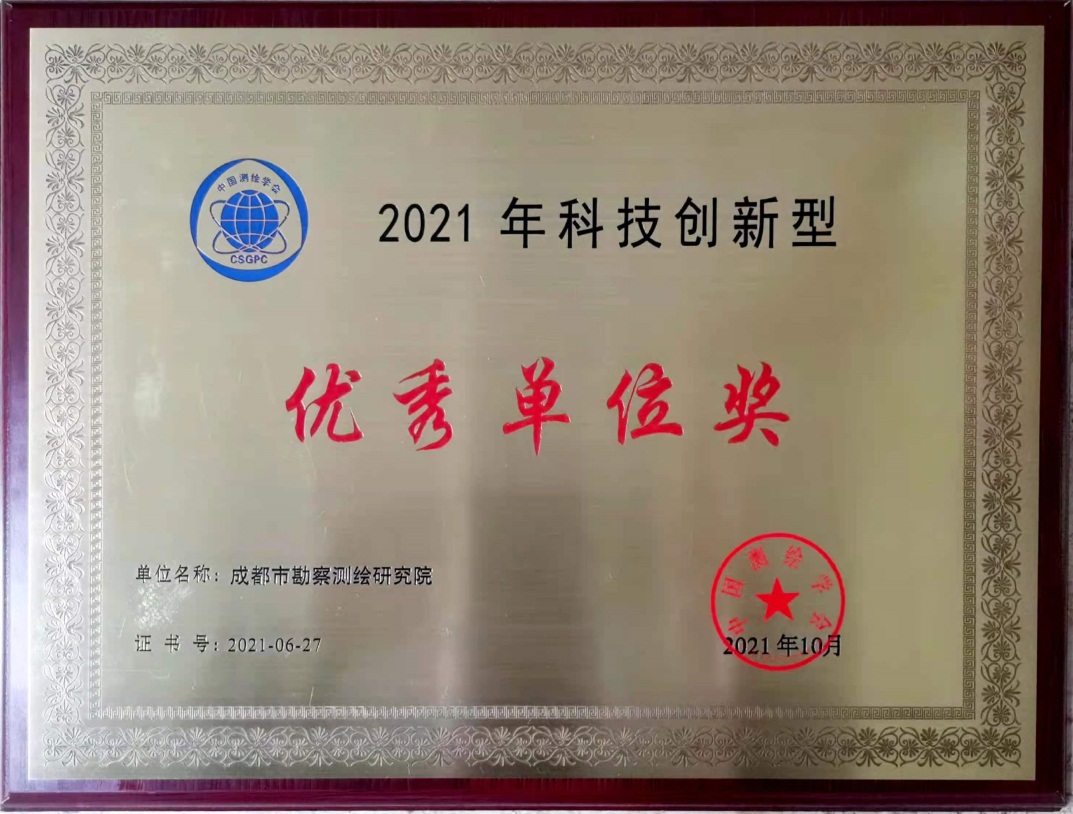 中国测绘学会
CSGPC
2021 年科技创新型
优秀单位奖
单位名称：成都市勘察测绘研究院
证 书 号：2021-06-27
中国测绘学会
2021 年10月